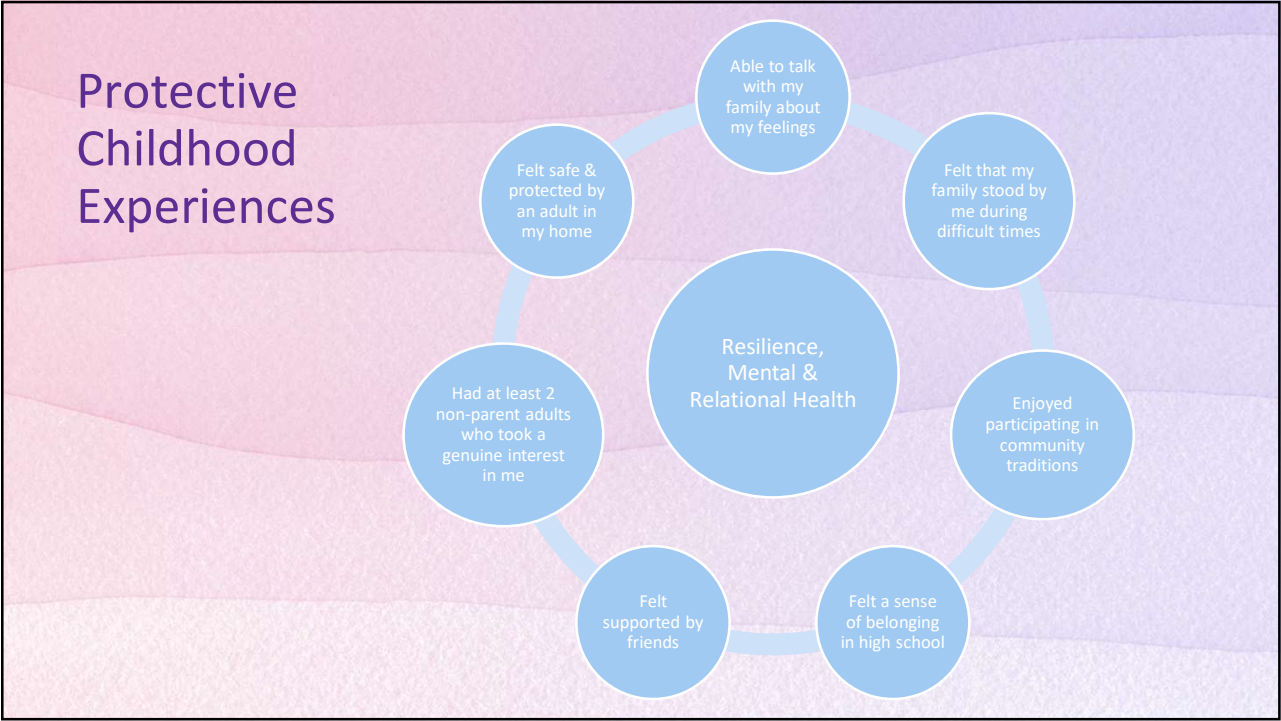 Protective
Childhood
Experiences
Able to talk
with my
family about
my feelings
Felt that my
family stood by
me during
difficult times
Enjoyed
participating in
community
traditions
Felt a sense
of belonging
in high school
Felt
supported by
friends
Had at least 2
non-parent adults
who took a
genuine interest
in me
Felt safe &
protected by
an adult in
my home
Resilience,
Mental &
Relational Health